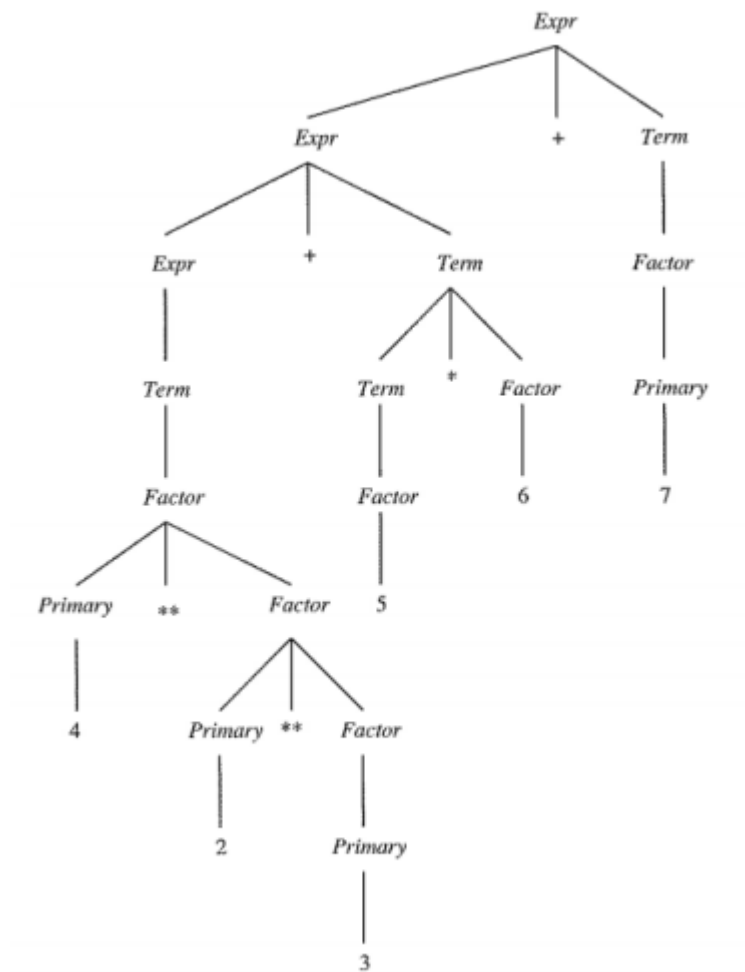 Expr
Expr + Term
Expr + Term Factor
Term Term * Factor Primary
Factor Factor 6 7
Primary ** Factor 5
4 Primary ** Factor
2 Primary
3